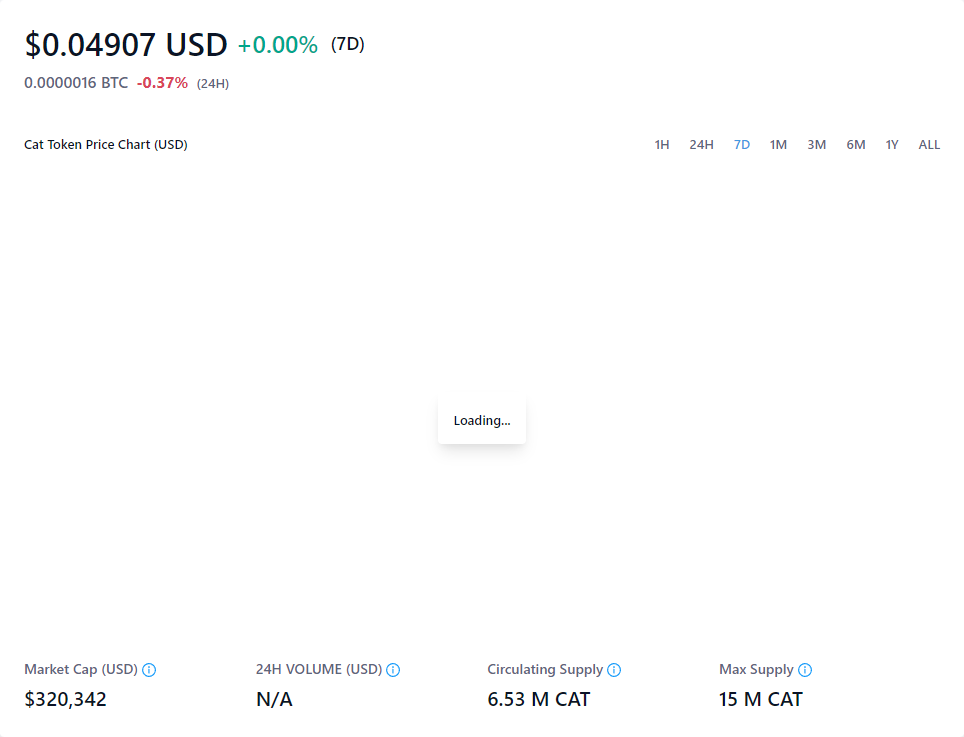 $0.04907 USD +0.00% (7D)
0.0000016 BTC -0.37% (24H)
Cat Token Price Chart (USD) 1H 24H 7D 1M 3M 6M 1Y ALL
Loading...
Market Cap (USD) 24H VOLUME (USD) Circulating Supply Max Supply
$320,342 N/A 6.53 M CAT 15 M CAT